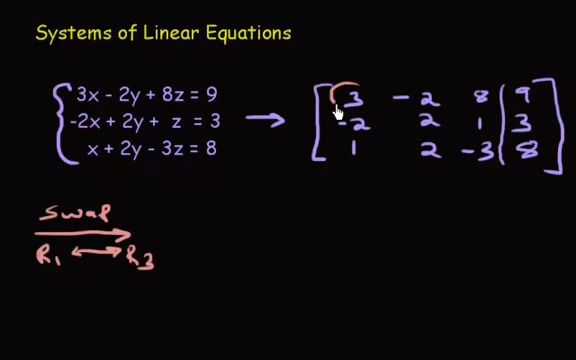 Systems of Linear Equations
3x - 2y + 8z = 9
-2x + 2y + z = 3
x + 2y - 3z = 8
3 - 2 8 9
-2 2 1 3
1 2 -3 8
Swap
R1 ↔ R3